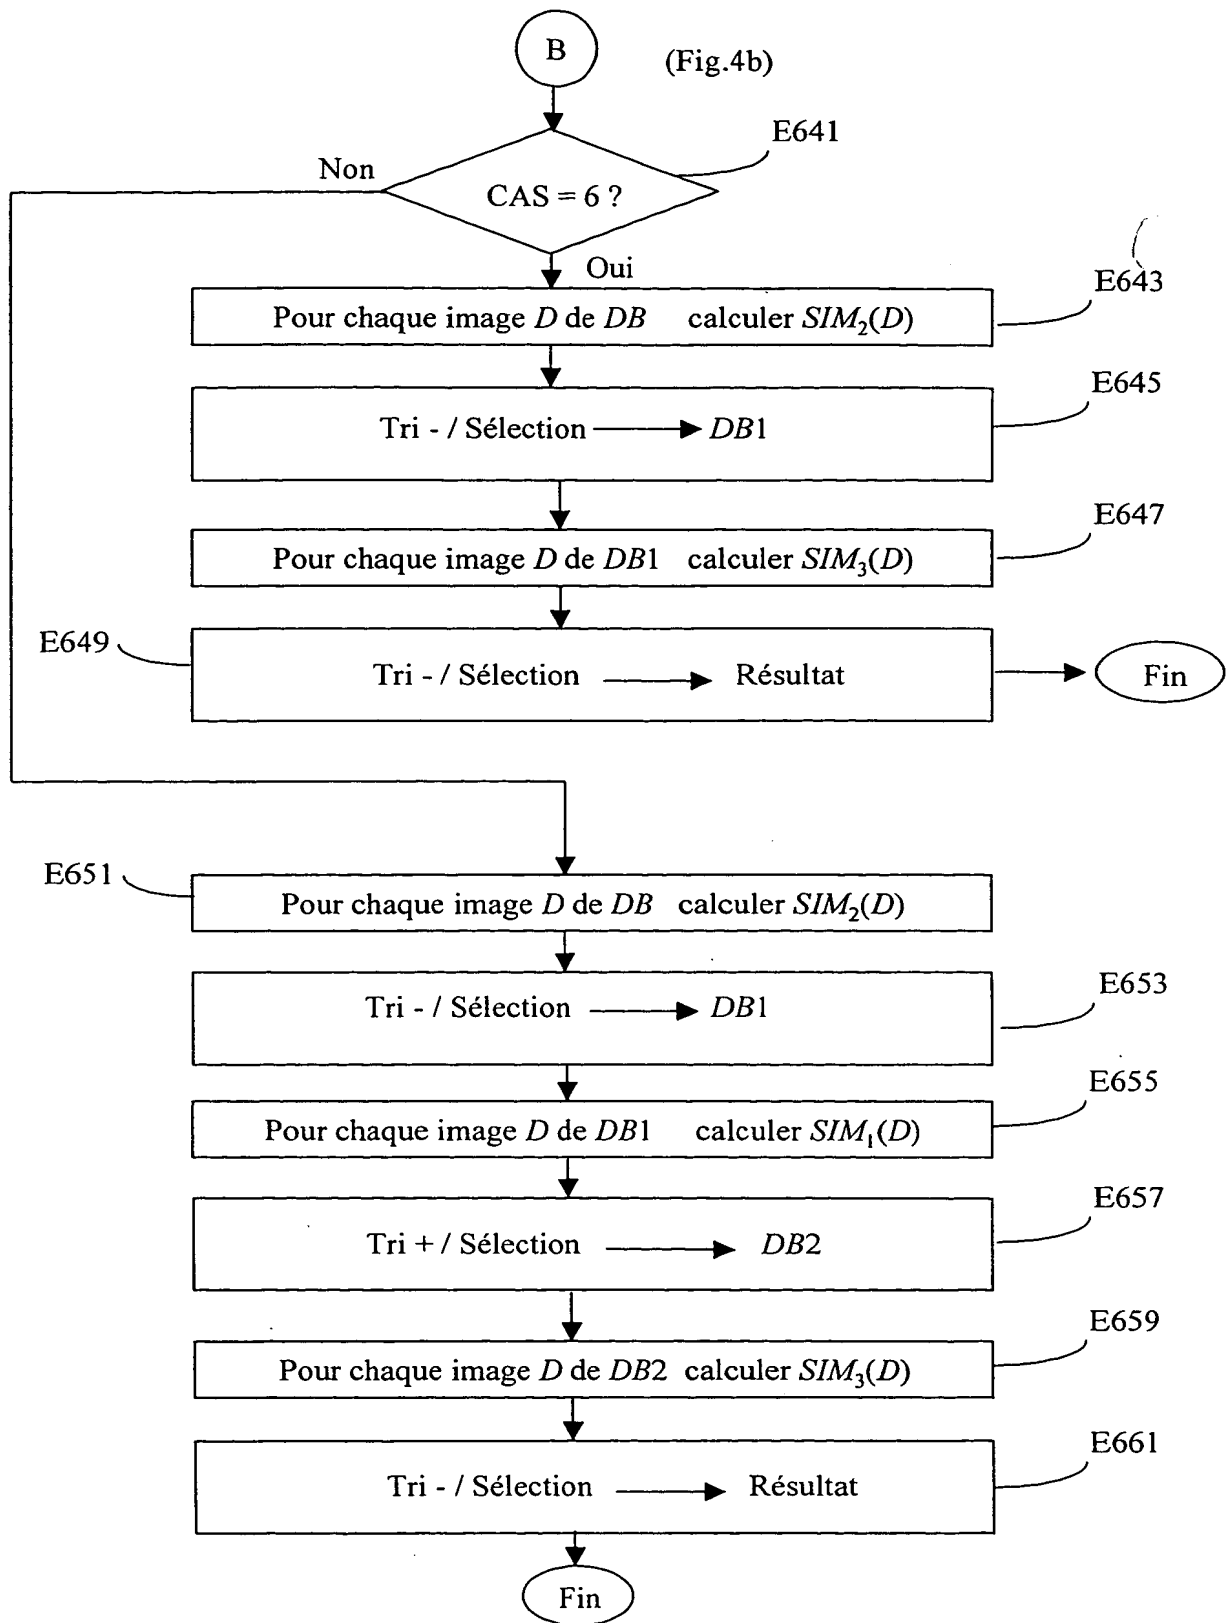 B
(Fig.4b)
E641
Non
CAS = 6 ?
Oui
E643
Pour chaque image D de DB calculer SIM₂(D)
E645
Tri - / Sélection DB1
E647
Pour chaque image D de DB1 calculer SIM₃(D)
E649
Tri - / Sélection Résultat
Fin
E651
Pour chaque image D de DB calculer SIM₂(D)
E653
Tri - / Sélection DB1
E655
Pour chaque image D de DB1 calculer SIM₁(D)
E657
Tri + / Sélection DB2
E659
Pour chaque image D de DB2 calculer SIM₃(D)
E661
Tri - / Sélection Résultat
Fin